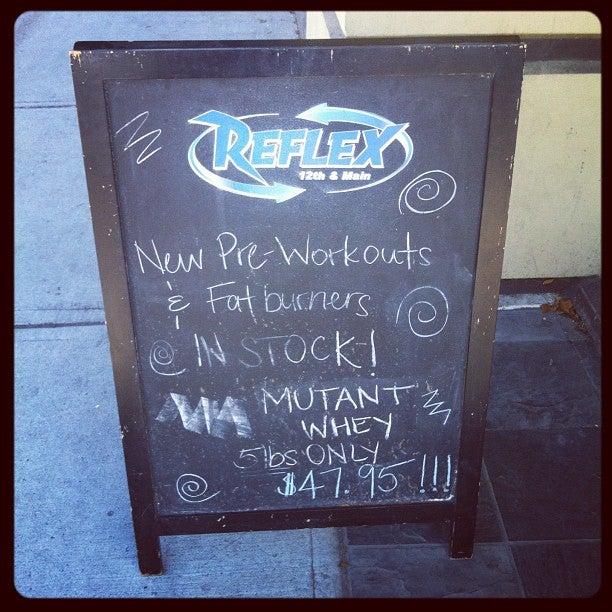 REFLEX
12th & Main
New Pre-Workouts
& Fat burners
IN STOCK!
MUTANT
WHEY
5lbs ONLY
$47.95!!!